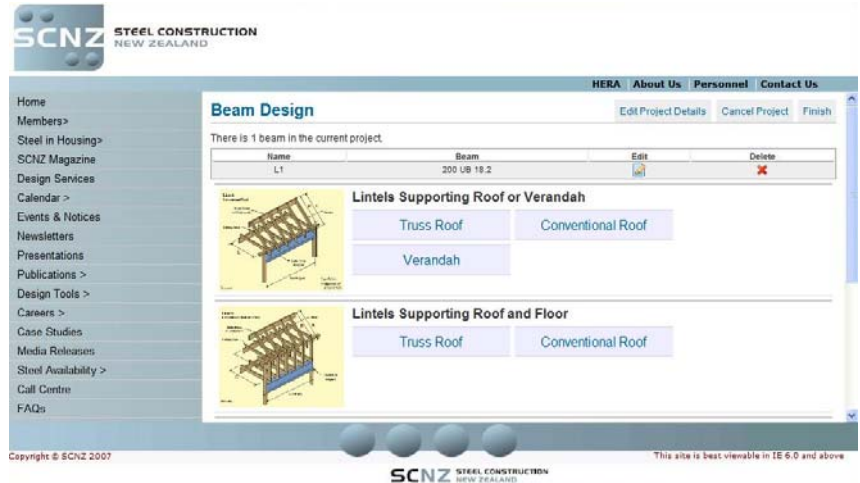 SCNZ STEEL CONSTRUCTION
NEW ZEALAND
HERA About Us Personnel Contact Us
Home
Members>
Steel in Housing>
SCNZ Magazine
Design Services
Calendar >
Events & Notices
Newsletters
Presentations
Publications >
Design Tools >
Careers >
Case Studies
Media Releases
Steel Availability >
Call Centre
FAQs
Beam Design
Edit Project Details Cancel Project Finish
There is 1 beam in the current project.
Name Beam Edit Delete
L1 200 UB 18.2
Lintels Supporting Roof or Verandah
Truss Roof Conventional Roof
Verandah
Lintels Supporting Roof and Floor
Truss Roof Conventional Roof
Copyright © SCNZ 2007
This site is best viewable in IE 6.0 and above
SCNZ STEEL CONSTRUCTION
NEW ZEALAND